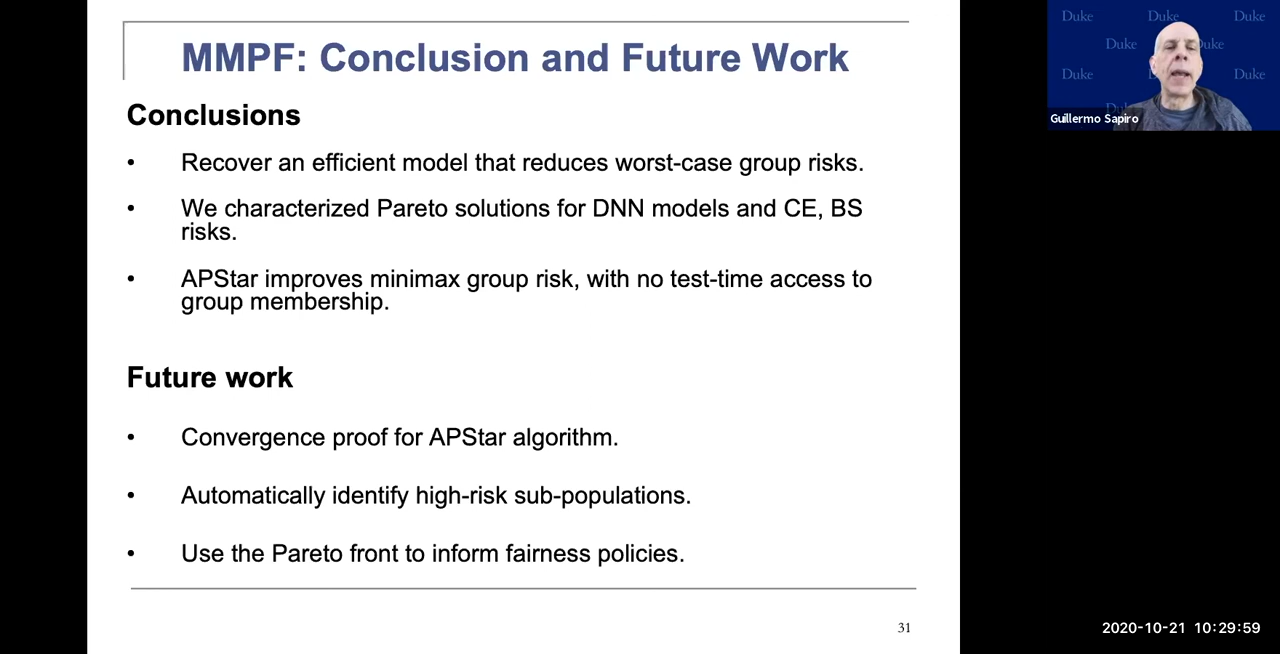 MMPF: Conclusion and Future Work
Conclusions
• Recover an efficient model that reduces worst-case group risks.
• We characterized Pareto solutions for DNN models and CE, BS
risks.
• APStar improves minimax group risk, with no test-time access to
group membership.
Future work
• Convergence proof for APStar algorithm.
• Automatically identify high-risk sub-populations.
• Use the Pareto front to inform fairness policies.
31
Duke Duke Duke
Duke
Duke Duke
Guillermo Sapiro
2020-10-21 10:29:59